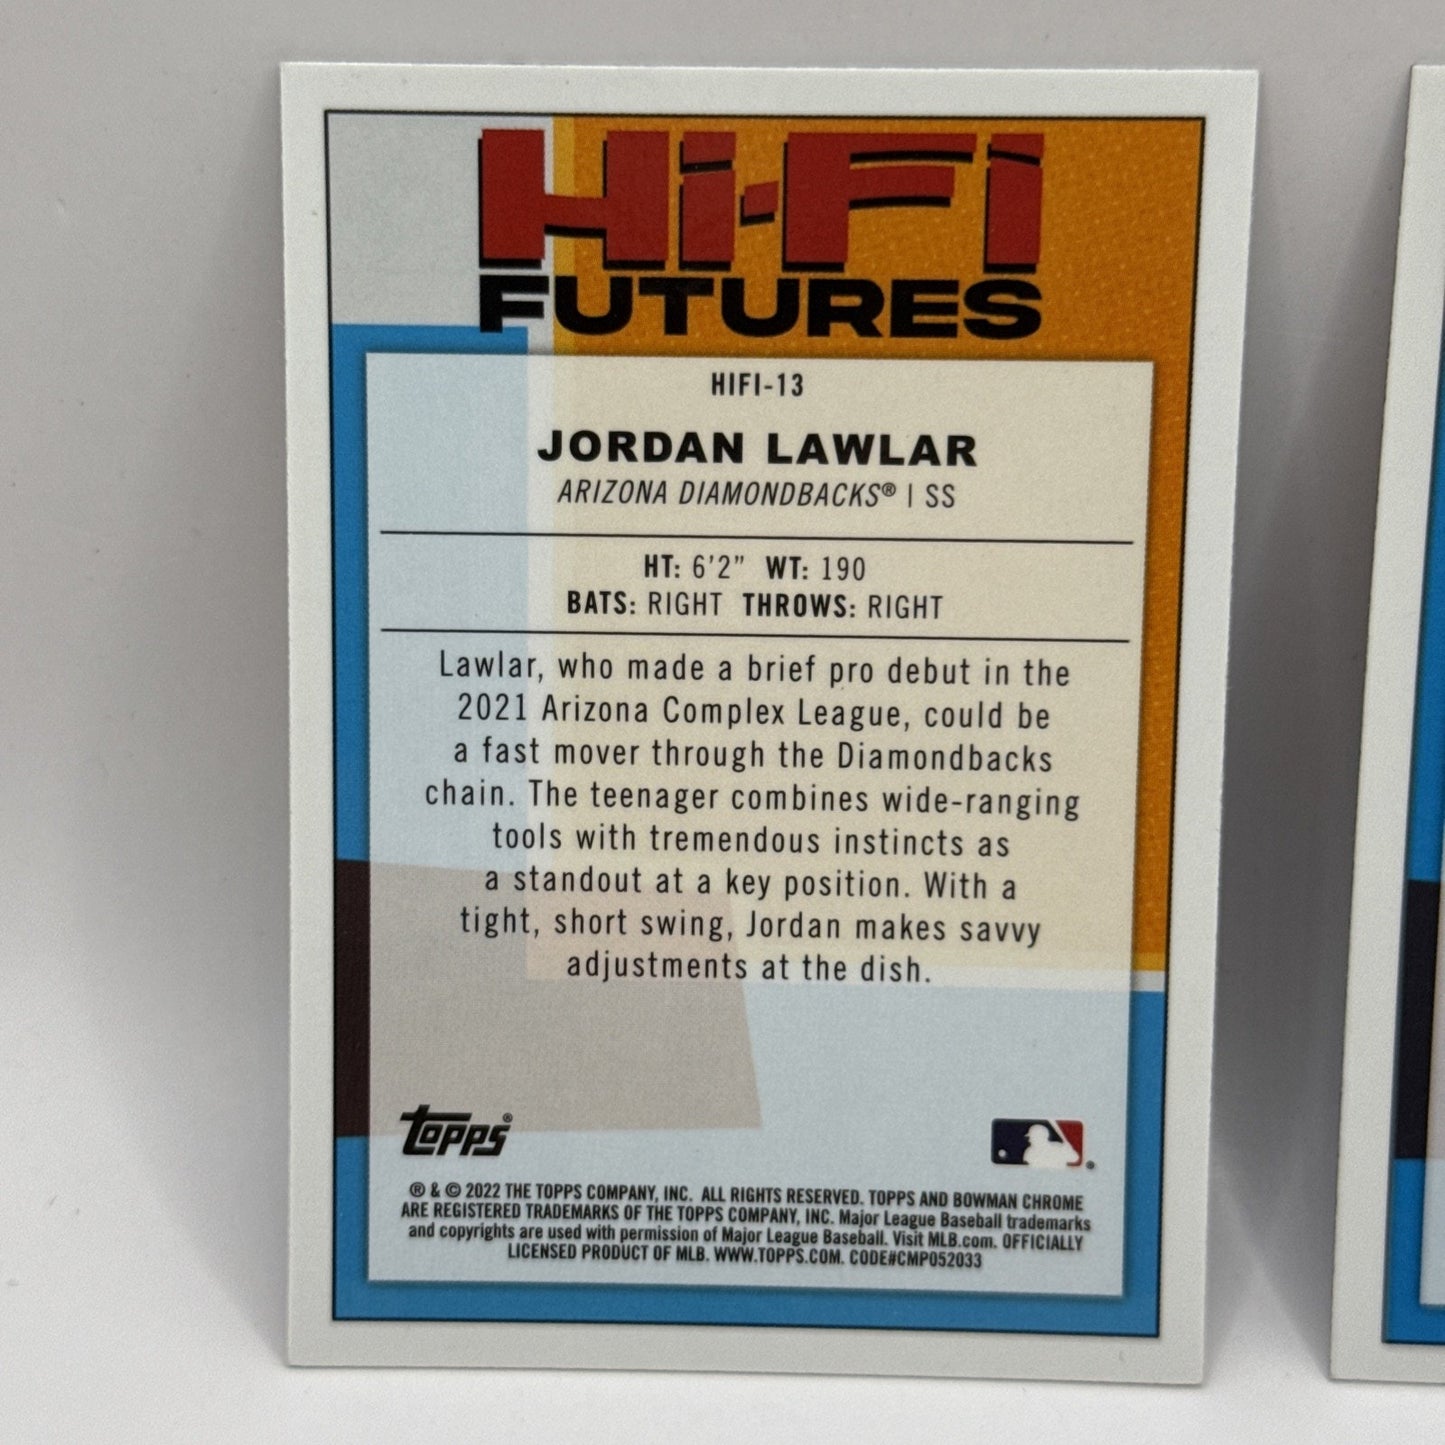 Hi-Fi
FUTURES
HIFI-13
JORDAN LAWLAR
ARIZONA DIAMONDBACKS® | SS
HT: 6'2" WT: 190
BATS: RIGHT THROWS: RIGHT
Lawlar, who made a brief pro debut in the
2021 Arizona Complex League, could be
a fast mover through the Diamondbacks
chain. The teenager combines wide-ranging
tools with tremendous instincts as
a standout at a key position. With a
tight, short swing, Jordan makes savvy
adjustments at the dish.
topps®
®
® & © 2022 THE TOPPS COMPANY, INC. ALL RIGHTS RESERVED. TOPPS AND BOWMAN CHROME
ARE REGISTERED TRADEMARKS OF THE TOPPS COMPANY, INC. Major League Baseball trademarks
and copyrights are used with permission of Major League Baseball. Visit MLB.com. OFFICIALLY
LICENSED PRODUCT OF MLB. WWW.TOPPS.COM. CODE#CMP052033